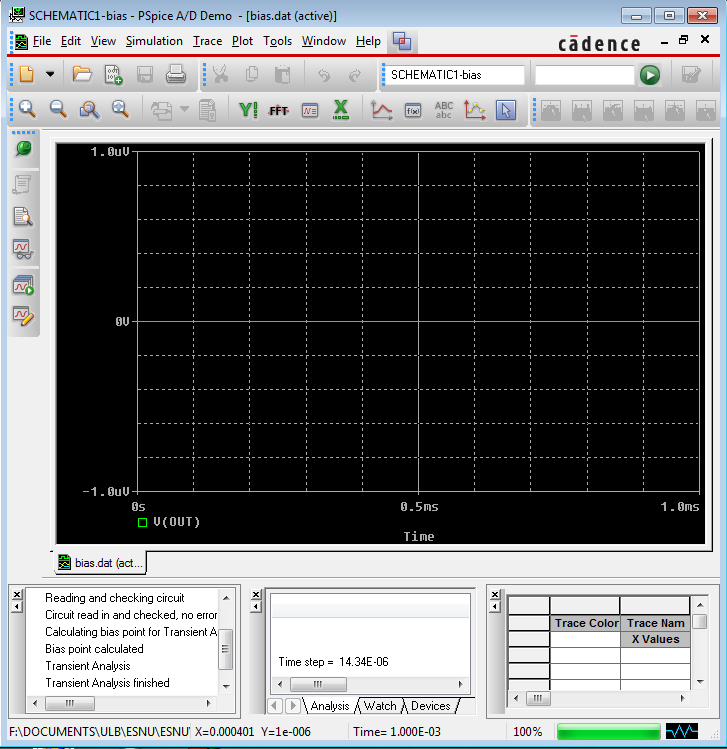 SCHEMATIC1-bias - PSpice A/D Demo - [bias.dat (active)]
File Edit View Simulation Trace Plot Tools Window Help
cādence
SCHEMATIC1-bias
Y! FFT X f(x) ABC
abc
1.0uV
0V
-1.0uV
0s 0.5ms 1.0ms
V(OUT)
Time
bias.dat (act...
Reading and checking circuit
Circuit read in and checked, no error
Calculating bias point for Transient A
Bias point calculated
Transient Analysis
Transient Analysis finished
Time step = 14.34E-06
Analysis Watch Devices
Trace Color Trace Nam
X Values
F:\DOCUMENTS\ULB\ESNU\ESNU\ X=0.000401 Y=1e-006 Time= 1.000E-03 100%